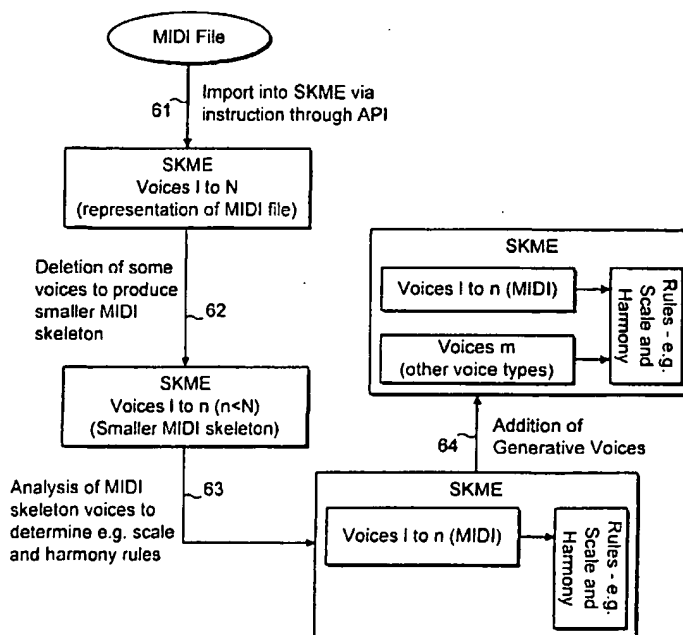 MIDI File
61
Import into SKME via
instruction through API
SKME
Voices I to N
(representation of MIDI file)
Deletion of some
voices to produce
smaller MIDI
skeleton
62
SKME
Voices I to n (n<N)
(Smaller MIDI skeleton)
63
Analysis of MIDI
skeleton voices to
determine e.g. scale
and harmony rules
SKME
Voices I to n (MIDI)
Rules - e.g.
Scale and
Harmony
64
Addition of
Generative Voices
SKME
Voices I to n (MIDI)
Voices m
(other voice types)
Rules - e.g.
Scale and
Harmony